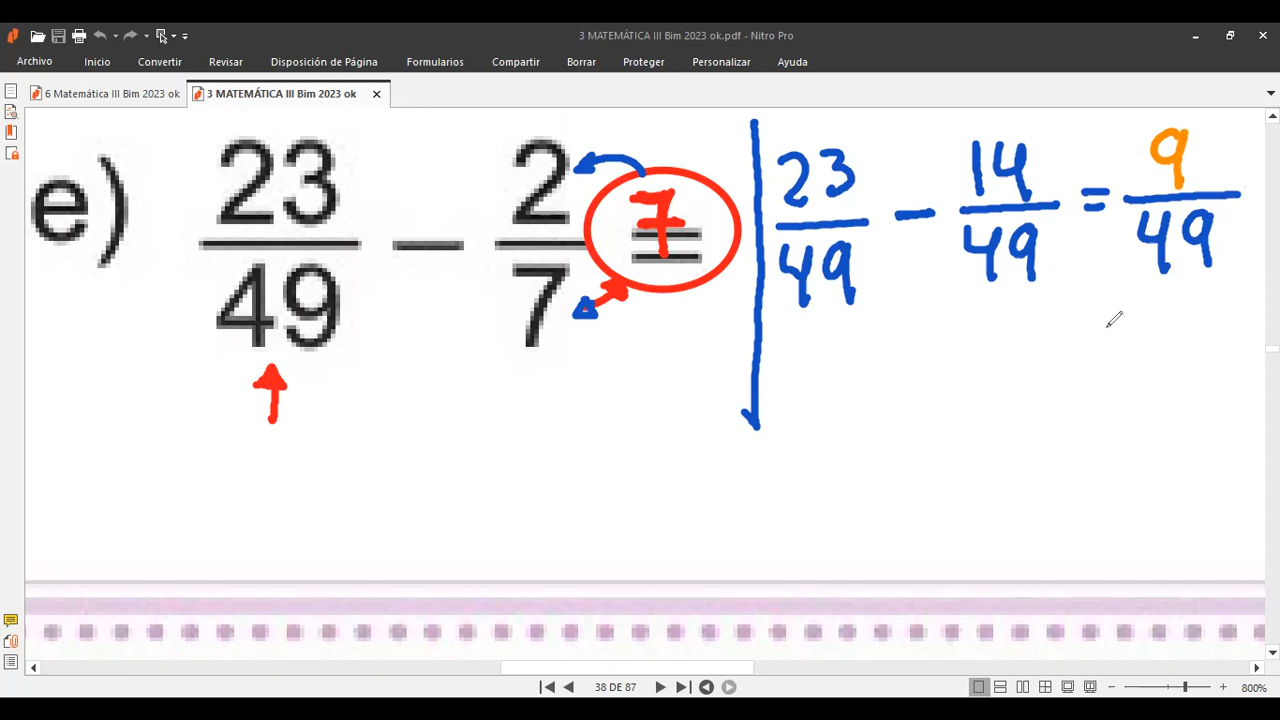 3 MATEMÁTICA III Bim 2023 ok.pdf - Nitro Pro
Archivo Inicio Convertir Revisar Disposición de Página Formularios Compartir Borrar Proteger Personalizar Ayuda
6 Matemática III Bim 2023 ok 3 MATEMÁTICA III Bim 2023 ok
e) 23/49 - 2/7 = 7 23/49 - 14/49 = 9/49
38 DE 87 800%